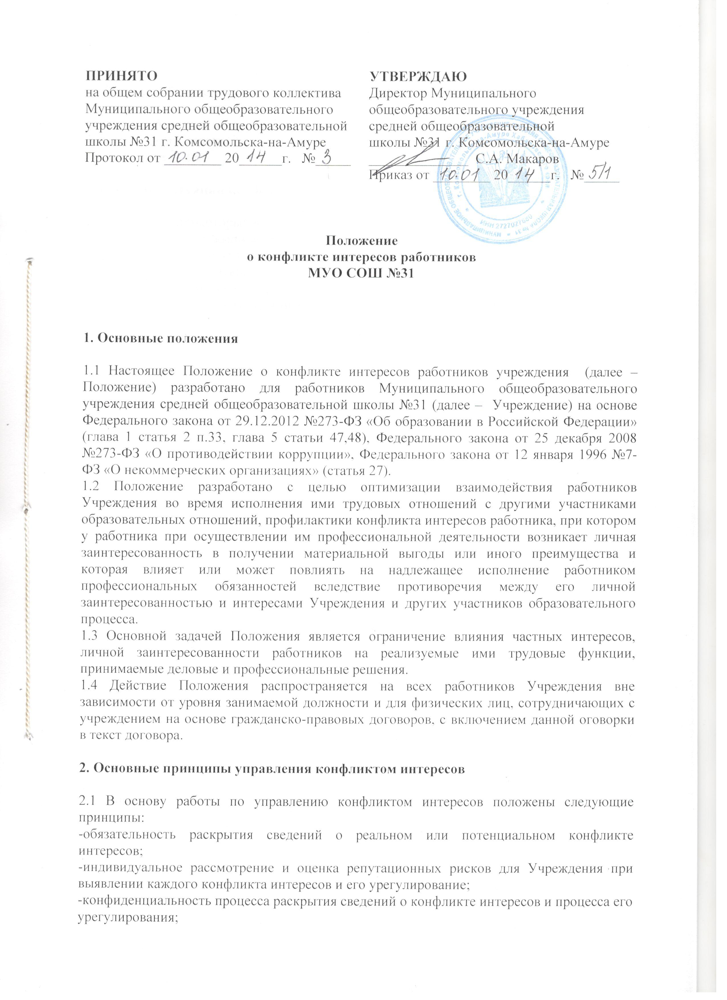 ПРИНЯТО
на общем собрании трудового коллектива
Муниципального общеобразовательного
учреждения средней общеобразовательной
школы №31 г. Комсомольска-на-Амуре
Протокол от 10.01 2014 г. № 3
УТВЕРЖДАЮ
Директор Муниципального
общеобразовательного учреждения
средней общеобразовательной
школы №31 г. Комсомольска-на-Амуре
С.А. Макаров
Приказ от 10.01 2014 г. № 5/1
ИНН 2727027680
Положение
о конфликте интересов работников
МУО СОШ №31
1. Основные положения
1.1 Настоящее Положение о конфликте интересов работников учреждения (далее –
Положение) разработано для работников Муниципального общеобразовательного
учреждения средней общеобразовательной школы №31 (далее – Учреждение) на основе
Федерального закона от 29.12.2012 №273-ФЗ «Об образовании в Российской Федерации»
(глава 1 статья 2 п.33, глава 5 статьи 47,48), Федерального закона от 25 декабря 2008
№273-ФЗ «О противодействии коррупции», Федерального закона от 12 января 1996 №7-
ФЗ «О некоммерческих организациях» (статья 27).
1.2 Положение разработано с целью оптимизации взаимодействия работников
Учреждения во время исполнения ими трудовых отношений с другими участниками
образовательных отношений, профилактики конфликта интересов работника, при котором
у работника при осуществлении им профессиональной деятельности возникает личная
заинтересованность в получении материальной выгоды или иного преимущества и
которая влияет или может повлиять на надлежащее исполнение работником
профессиональных обязанностей вследствие противоречия между его личной
заинтересованностью и интересами Учреждения и других участников образовательного
процесса.
1.3 Основной задачей Положения является ограничение влияния частных интересов,
личной заинтересованности работников на реализуемые ими трудовые функции,
принимаемые деловые и профессиональные решения.
1.4 Действие Положения распространяется на всех работников Учреждения вне
зависимости от уровня занимаемой должности и для физических лиц, сотрудничающих с
учреждением на основе гражданско-правовых договоров, с включением данной оговорки
в текст договора.
2. Основные принципы управления конфликтом интересов
2.1 В основу работы по управлению конфликтом интересов положены следующие
принципы:
-обязательность раскрытия сведений о реальном или потенциальном конфликте
интересов;
-индивидуальное рассмотрение и оценка репутационных рисков для Учреждения при
выявлении каждого конфликта интересов и его урегулирование;
-конфиденциальность процесса раскрытия сведений о конфликте интересов и процесса его
урегулирования;